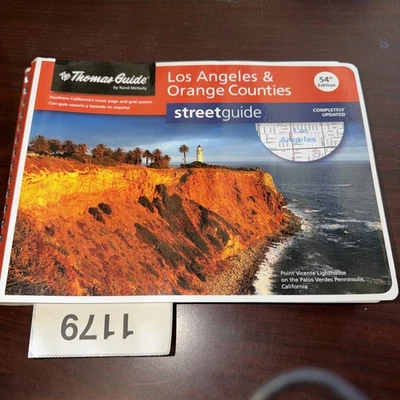 The Thomas Guide®
by Rand McNally
Southern California's iconic page and grid system
Con guía usuario y leyenda en español
Los Angeles &
Orange Counties
54th
Edition
streetguide
COMPLETELY
UPDATED
Los
Angeles
Point Vicente Lighthouse
on the Palos Verdes Penninsula,
California
1179